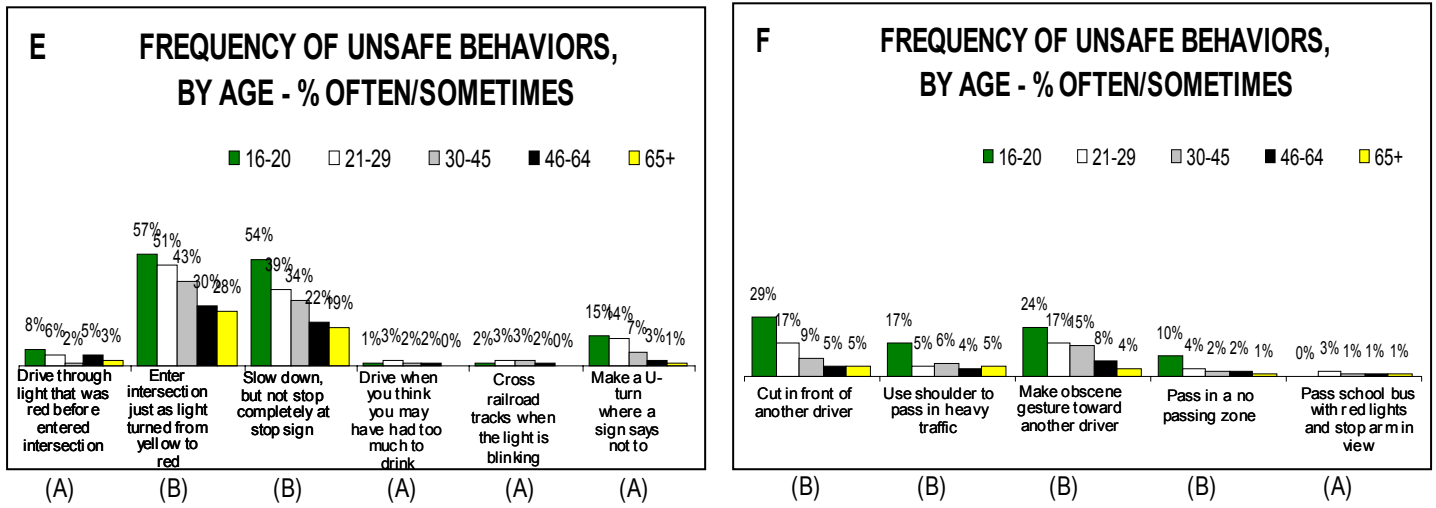 E FREQUENCY OF UNSAFE BEHAVIORS,
BY AGE - % OFTEN/SOMETIMES
16-20 21-29 30-45 46-64 65+
57% 51% 43% 30% 28%
54% 39% 34% 22% 19%
8% 6% 2% 5% 3%
1% 3% 2% 2% 0%
2% 3% 3% 2% 0%
15% 14% 7% 3% 1%
Drive through
light that was
red before
entered
intersection
Enter
intersection
just as light
turned from
yellow to
red
Slow down,
but not stop
completely at
stop sign
Drive when
you think
you may
have had too
much to
drink
Cross
railroad
tracks when
the light is
blinking
Make a U-
turn
where a
sign says
not to
(A) (B) (B) (A) (A) (A)
F FREQUENCY OF UNSAFE BEHAVIORS,
BY AGE - % OFTEN/SOMETIMES
16-20 21-29 30-45 46-64 65+
29% 17% 9% 5% 5%
17% 5% 6% 4% 5%
24% 17% 15% 8% 4%
10% 4% 2% 2% 1%
0% 3% 1% 1% 1%
Cut in front of
another driver
Use shoulder to
pass in heavy
traffic
Make obscene
gesture toward
another driver
Pass in a no
passing zone
Pass school bus
with red lights
and stop arm in
view
(B) (B) (B) (B) (A)